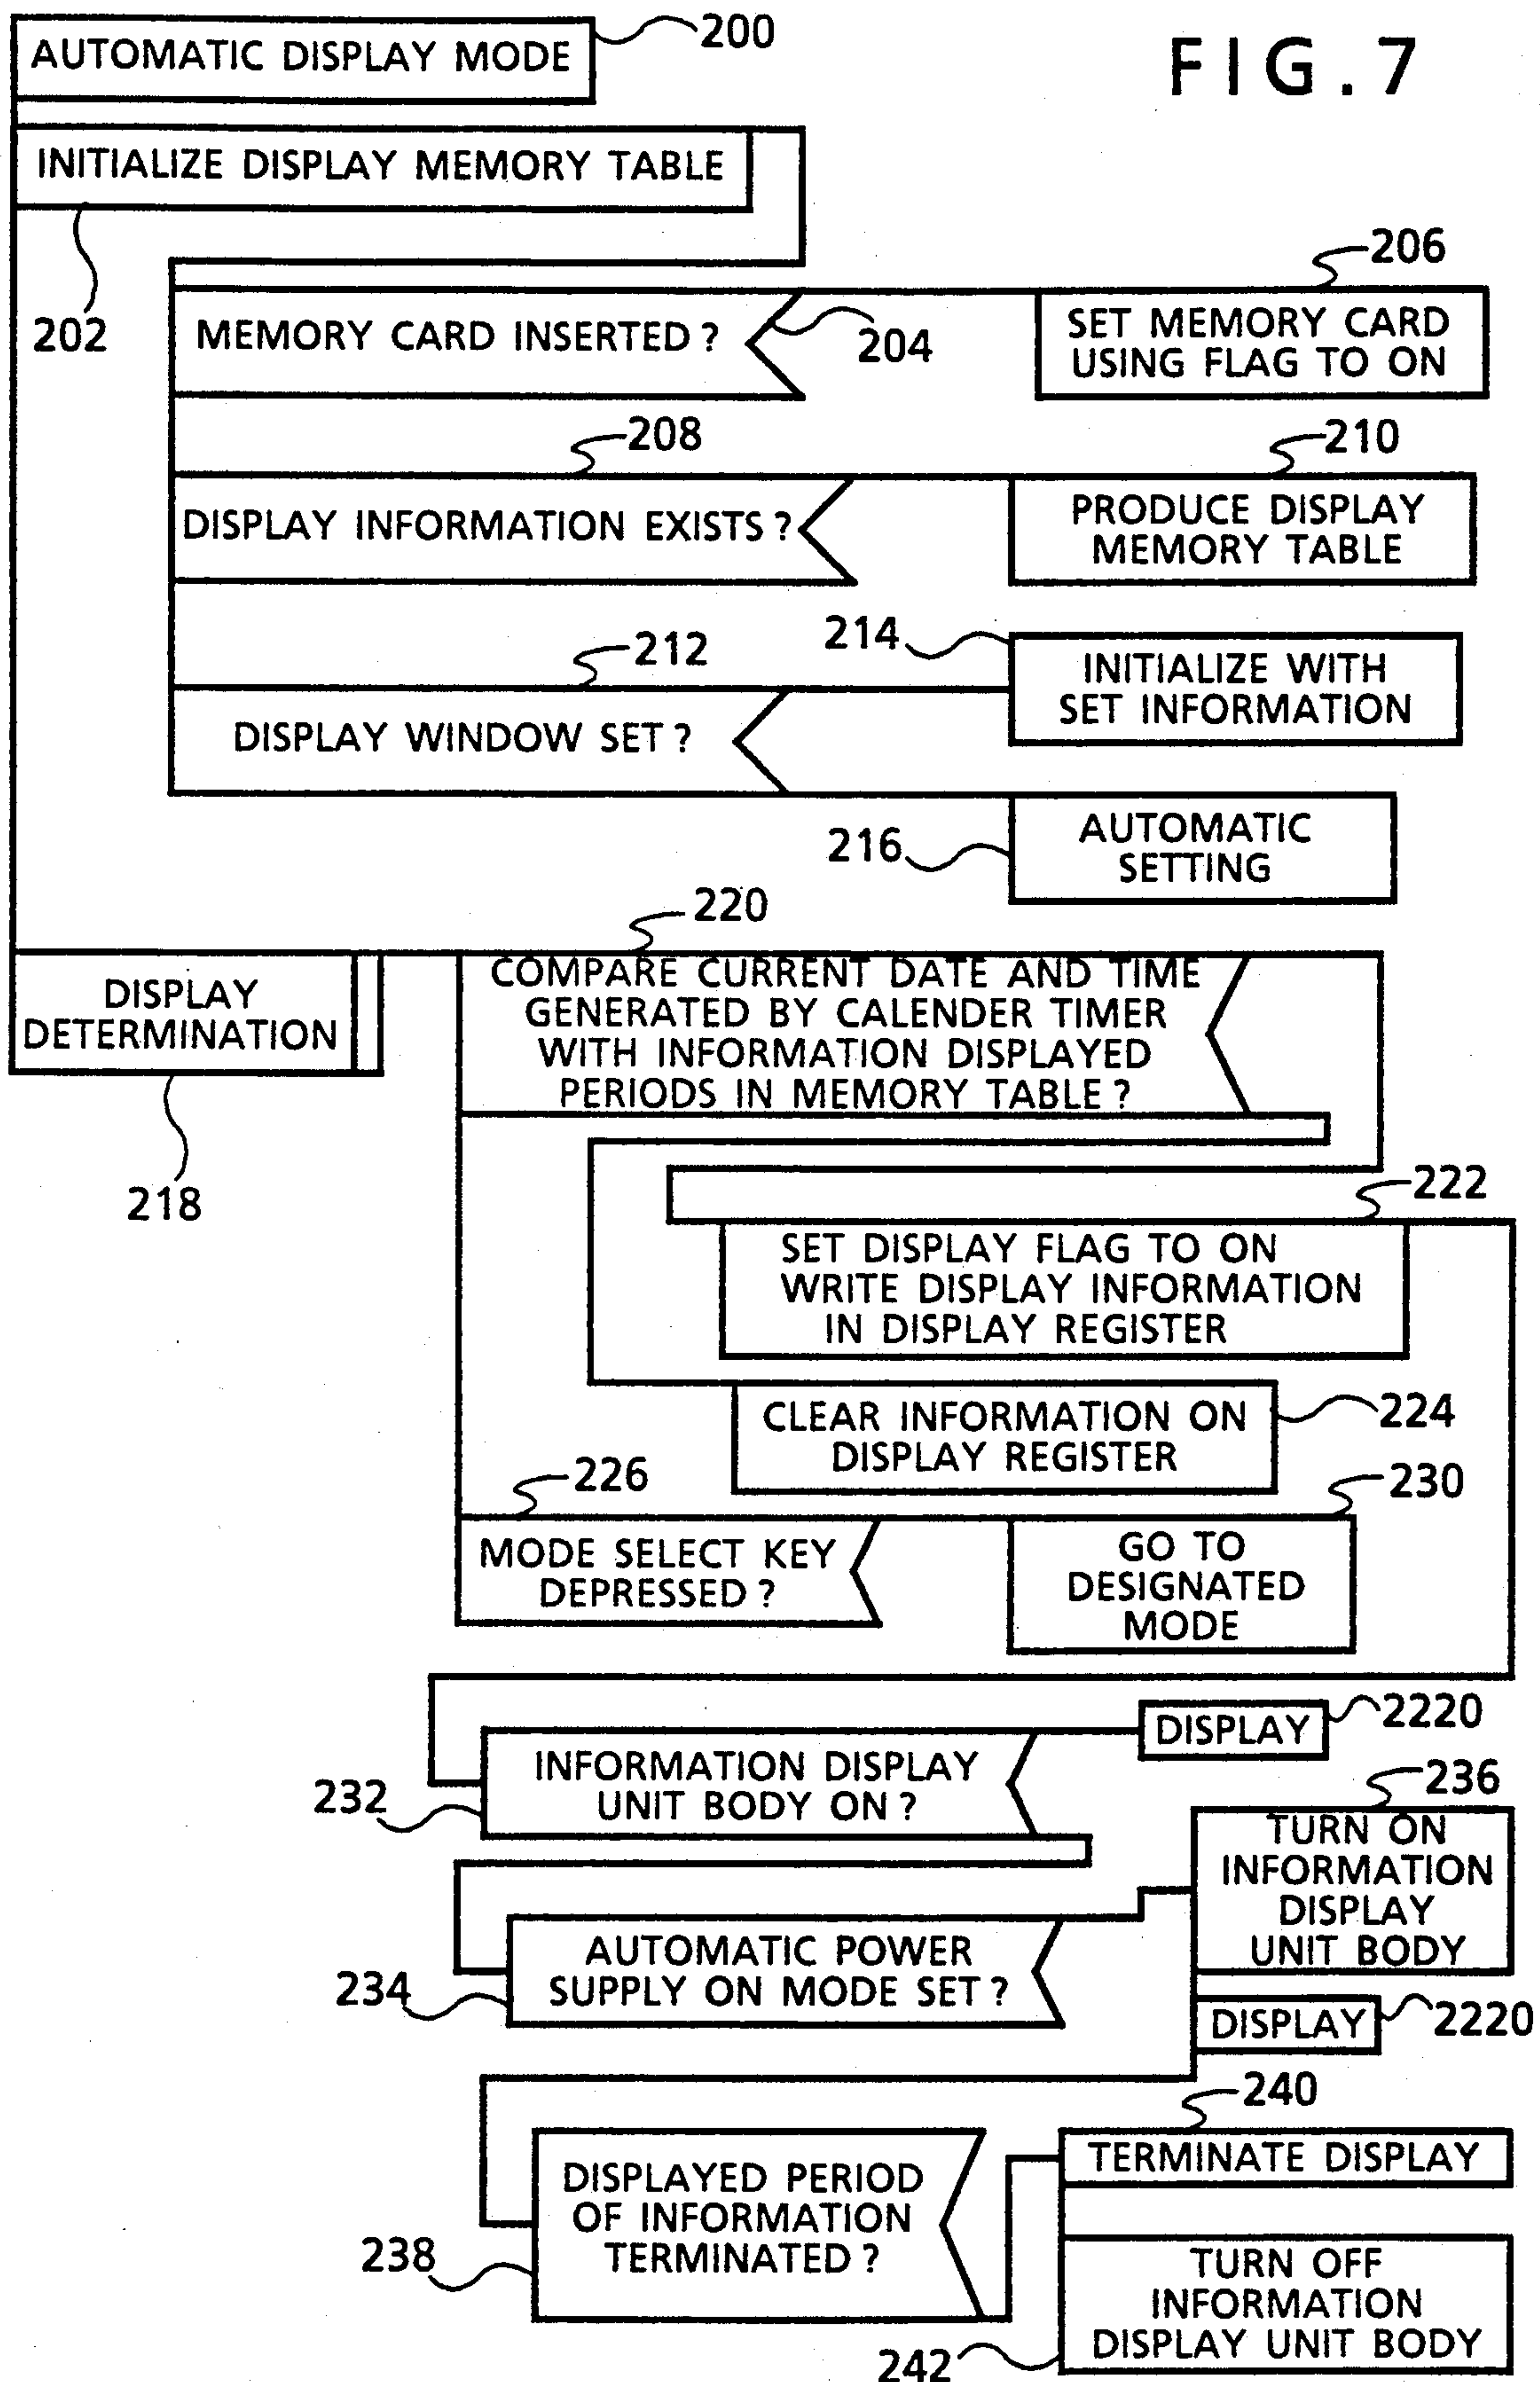 200
FIG.7
AUTOMATIC DISPLAY MODE
INITIALIZE DISPLAY MEMORY TABLE
202
206
MEMORY CARD INSERTED ?
204
SET MEMORY CARD
USING FLAG TO ON
208
210
DISPLAY INFORMATION EXISTS ?
PRODUCE DISPLAY
MEMORY TABLE
212
214
INITIALIZE WITH
SET INFORMATION
DISPLAY WINDOW SET ?
216
AUTOMATIC
SETTING
220
DISPLAY
DETERMINATION
218
COMPARE CURRENT DATE AND TIME
GENERATED BY CALENDER TIMER
WITH INFORMATION DISPLAYED
PERIODS IN MEMORY TABLE ?
222
SET DISPLAY FLAG TO ON
WRITE DISPLAY INFORMATION
IN DISPLAY REGISTER
CLEAR INFORMATION ON
DISPLAY REGISTER
224
226
230
MODE SELECT KEY
DEPRESSED ?
GO TO
DESIGNATED
MODE
DISPLAY
2220
INFORMATION DISPLAY
UNIT BODY ON ?
232
236
TURN ON
INFORMATION
DISPLAY
UNIT BODY
AUTOMATIC POWER
SUPPLY ON MODE SET ?
234
DISPLAY
2220
240
TERMINATE DISPLAY
DISPLAYED PERIOD
OF INFORMATION
TERMINATED ?
238
TURN OFF
INFORMATION
DISPLAY UNIT BODY
242